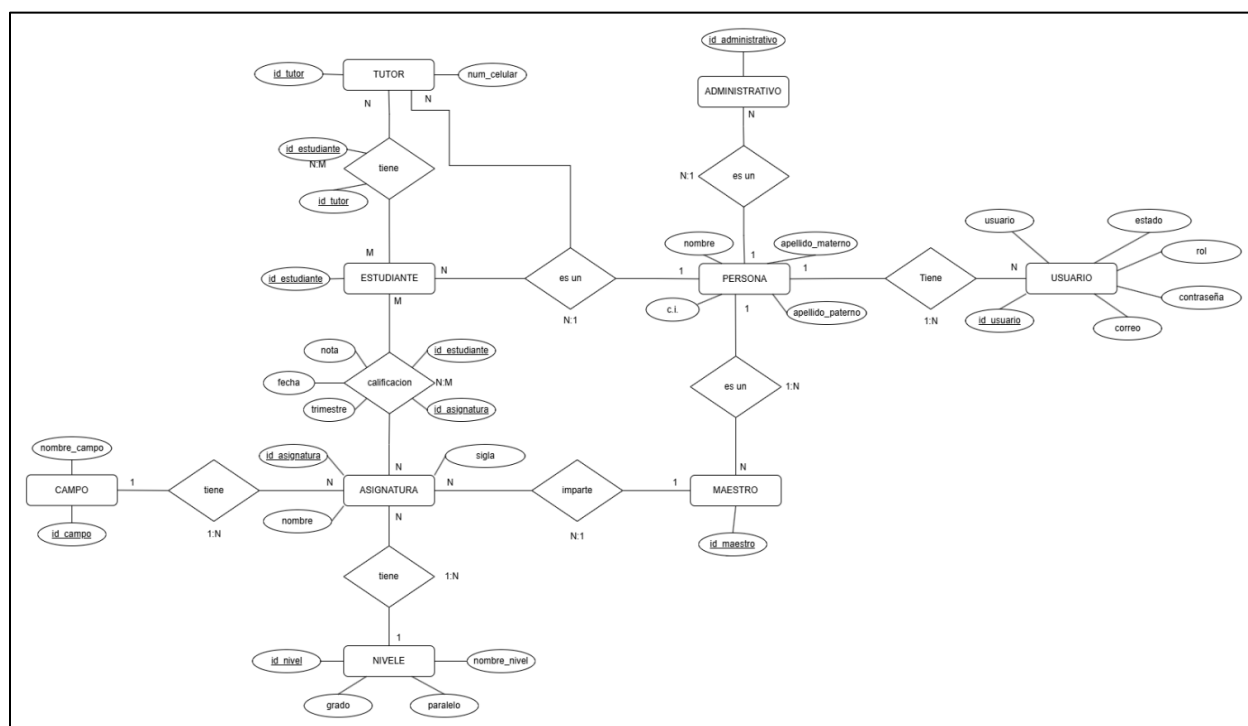 id_administrativo
id_tutor
TUTOR
num_celular
ADMINISTRATIVO
N
N
N
id_estudiante
N:M
tiene
id_tutor
N:1
es un
usuario
estado
nombre
apellido_materno
rol
M
1
id_estudiante
ESTUDIANTE
N
es un
1
PERSONA
1
Tiene
N
USUARIO
M
c.i.
1
apellido_paterno
contraseña
N:1
1:N
id_usuario
correo
nota
id_estudiante
fecha
calificacion
N:M
es un
1:N
trimestre
id_asignatura
nombre_campo
id_asignatura
N
sigla
N
CAMPO
1
tiene
N
ASIGNATURA
N
imparte
1
MAESTRO
id_campo
1:N
nombre
N
N:1
id_maestro
tiene
1:N
1
id_nivel
NIVELE
nombre_nivel
grado
paralelo